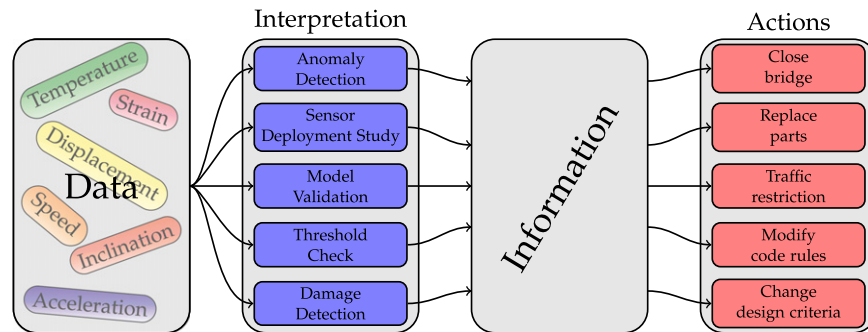 Interpretation
Actions
Temperature
Strain
Displacement
Data
Speed
Inclination
Acceleration
Anomaly
Detection
Sensor
Deployment Study
Model
Validation
Threshold
Check
Damage
Detection
Information
Close
bridge
Replace
parts
Traffic
restriction
Modify
code rules
Change
design criteria